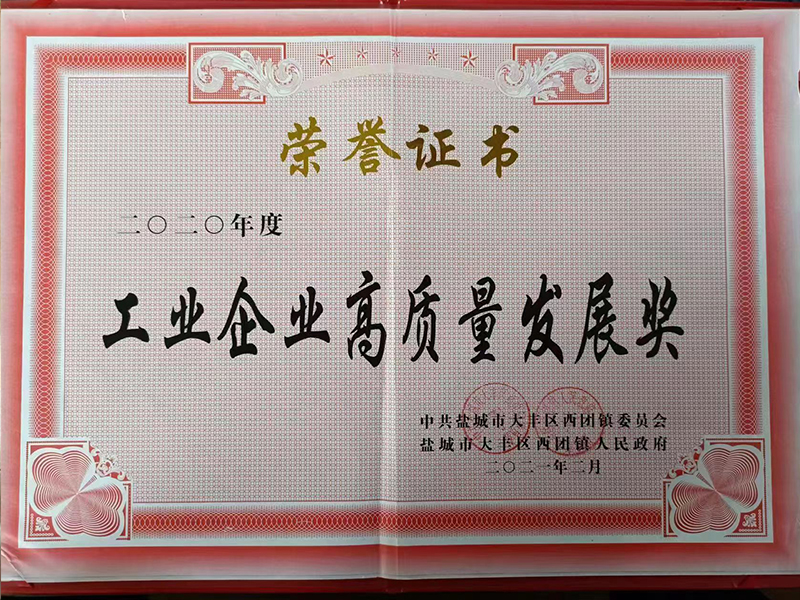 荣誉证书
二〇二〇年度
工业企业高质量发展奖
中共盐城市大丰区西团镇委员会
盐城市大丰区西团镇人民政府
二〇二一年二月